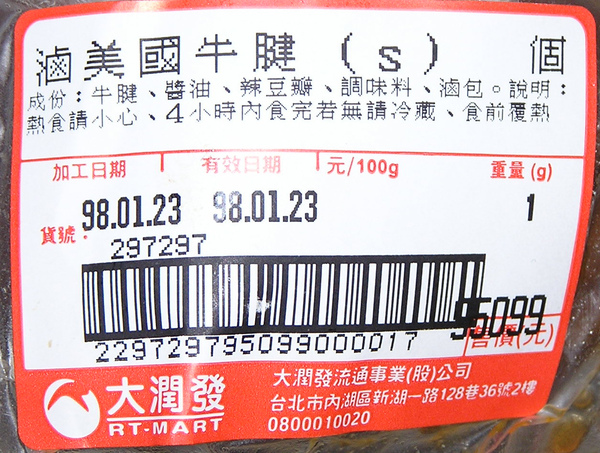 滷美國牛腱(s) 個
成份：牛腱、醬油、辣豆瓣、調味料、滷包。說明：
熱食請小心、4小時內食完若無請冷藏、食前覆熱
加工日期 有效日期 元/100g 重量(g)
98.01.23 98.01.23 1
貨號：297297
95099
售價(元)
2297297950990000017
大潤發
RT-MART
大潤發流通事業(股)公司
台北市內湖區新湖一路128巷36號2樓
0800010020